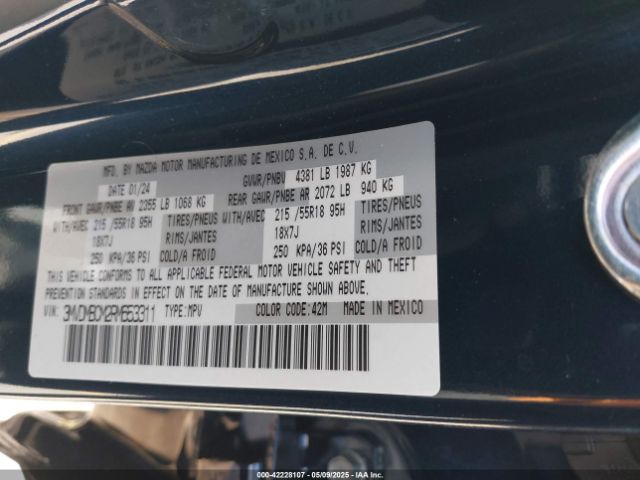 MFD. BY MAZDA MOTOR MANUFACTURING DE MEXICO S.A. DE C.V.
DATE 01/24 GVWR/PNBV 4381 LB 1987 KG
FRONT GAWR/PNBE AV 2355 LB 1068 KG REAR GAWR/PNBE AR 2072 LB 940 KG
WITH/AVEC 215 /55R18 95H TIRES/PNEUS WITH/AVEC 215 /55R18 95H TIRES/PNEUS
18X7J RIMS/JANTES 18X7J RIMS/JANTES
250 KPA/36 PSI COLD/A FROID 250 KPA/36 PSI COLD/A FROID
THIS VEHICLE CONFORMS TO ALL APPLICABLE FEDERAL MOTOR VEHICLE SAFETY AND THEFT
PREVENTION STANDARDS IN EFFECT ON THE DATE OF MANUFACTURE SHOWN ABOVE.
VIN: 3MVDMBCM2RM653311 TYPE:MPV COLOR CODE:42M MADE IN MEXICO
000-42228107 - 05/09/2025 - IAAI.COM